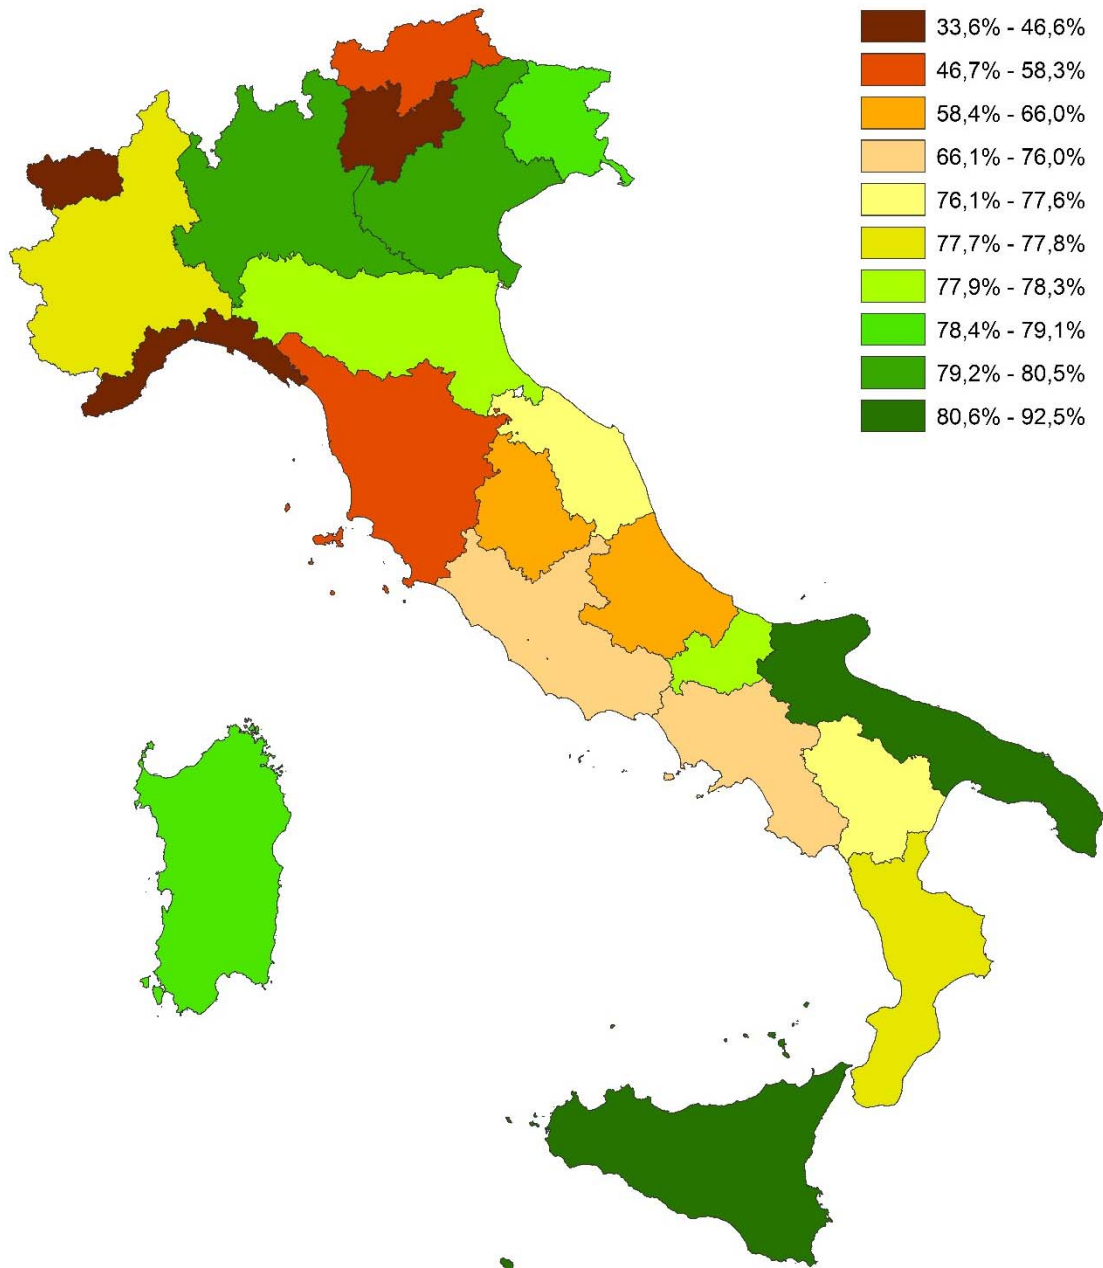 33,6% - 46,6%
46,7% - 58,3%
58,4% - 66,0%
66,1% - 76,0%
76,1% - 77,6%
77,7% - 77,8%
77,9% - 78,3%
78,4% - 79,1%
79,2% - 80,5%
80,6% - 92,5%